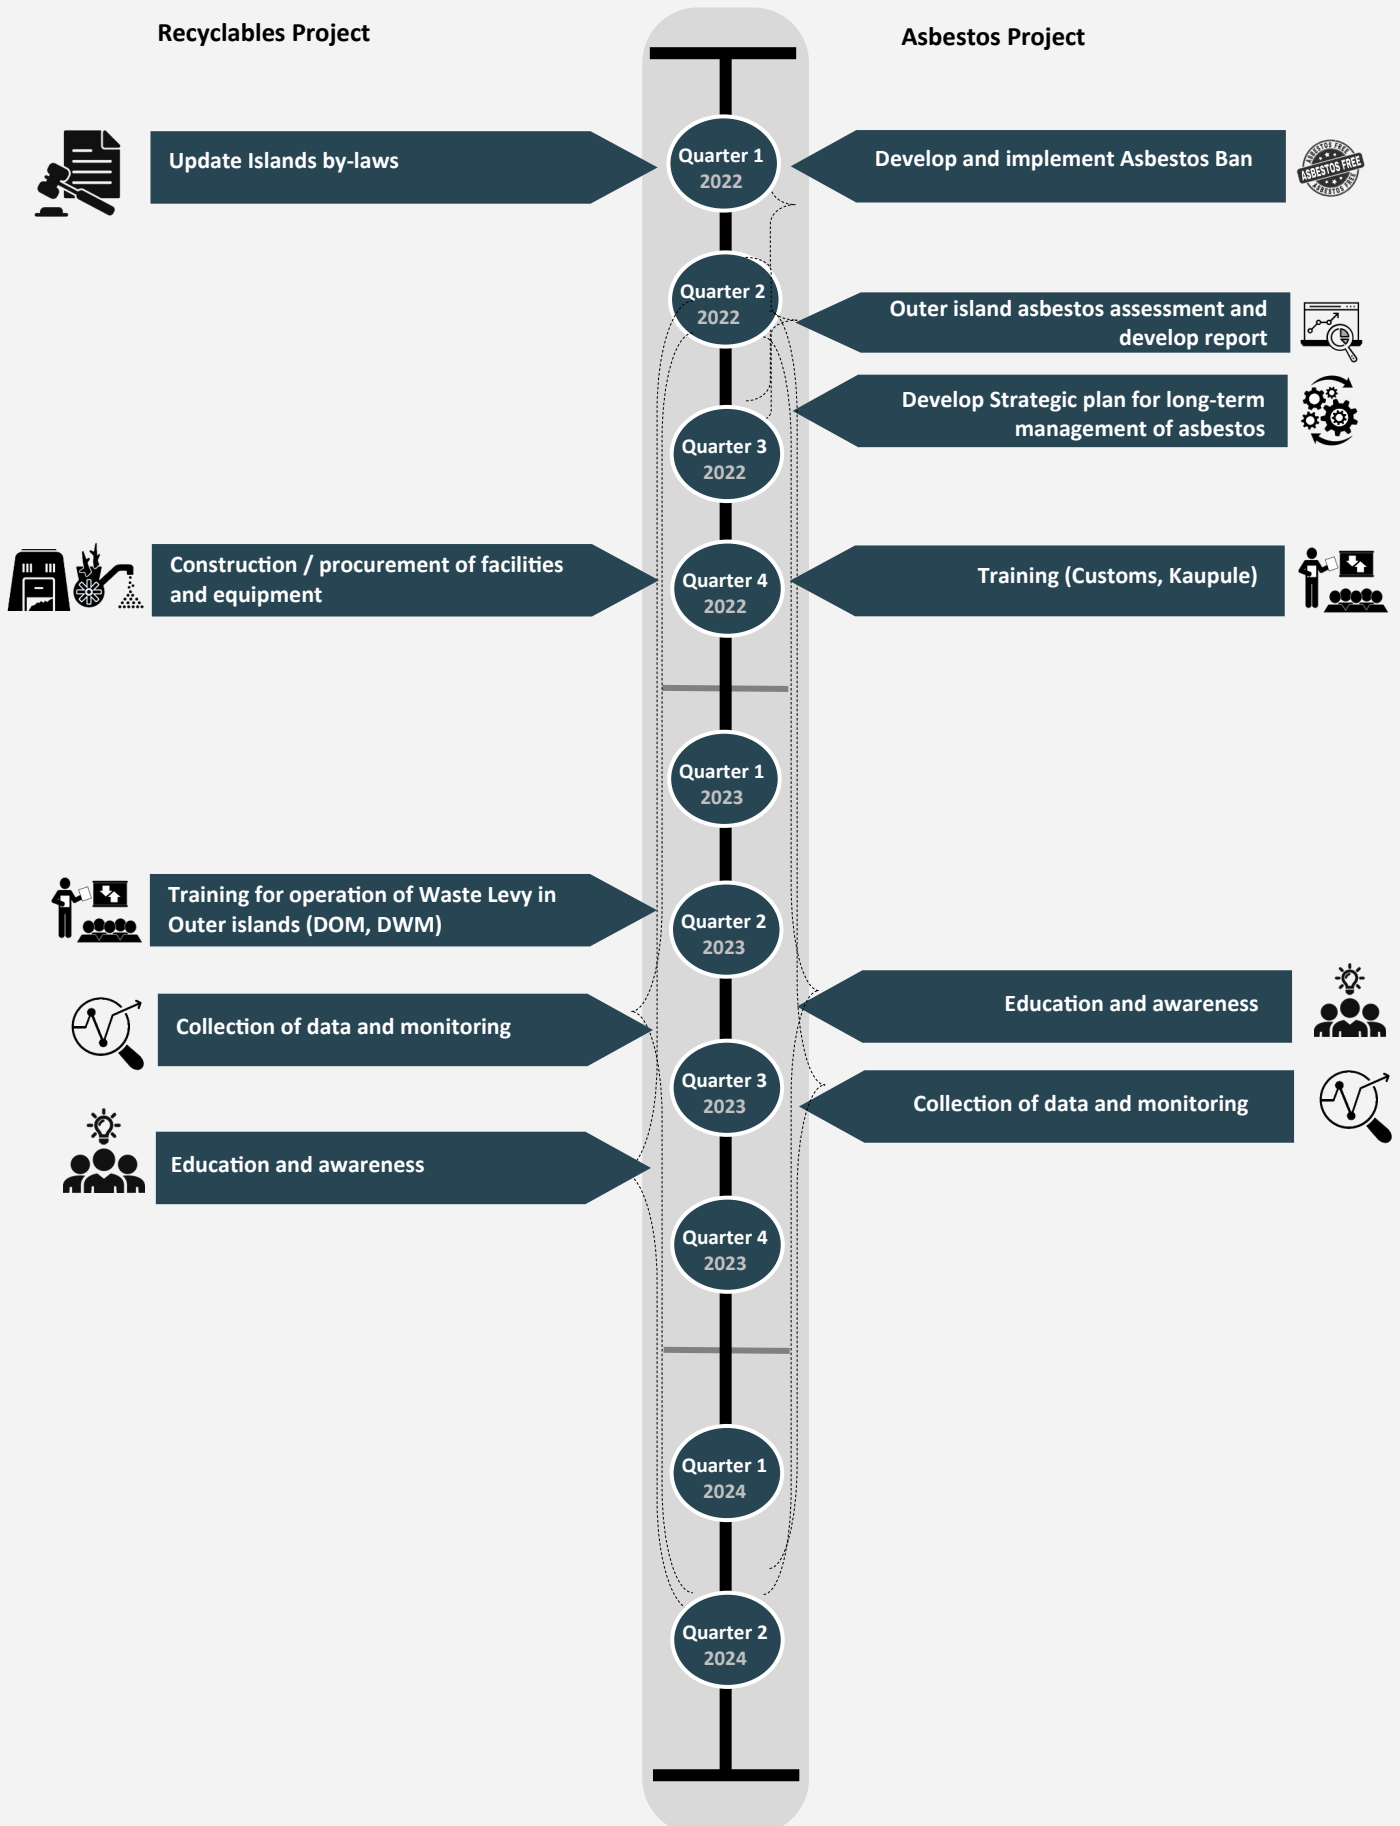 Recyclables Project
Asbestos Project
Update Islands by-laws
Quarter 1
2022
Develop and implement Asbestos Ban
ASBESTOS FREE
ASBESTOS FREE
ASBESTOS FREE
Quarter 2
2022
Outer island asbestos assessment and
develop report
Develop Strategic plan for long-term
management of asbestos
Quarter 3
2022
Construction / procurement of facilities
and equipment
Quarter 4
2022
Training (Customs, Kaupule)
Quarter 1
2023
Training for operation of Waste Levy in
Outer islands (DOM, DWM)
Quarter 2
2023
Education and awareness
Collection of data and monitoring
Quarter 3
2023
Collection of data and monitoring
Education and awareness
Quarter 4
2023
Quarter 1
2024
Quarter 2
2024